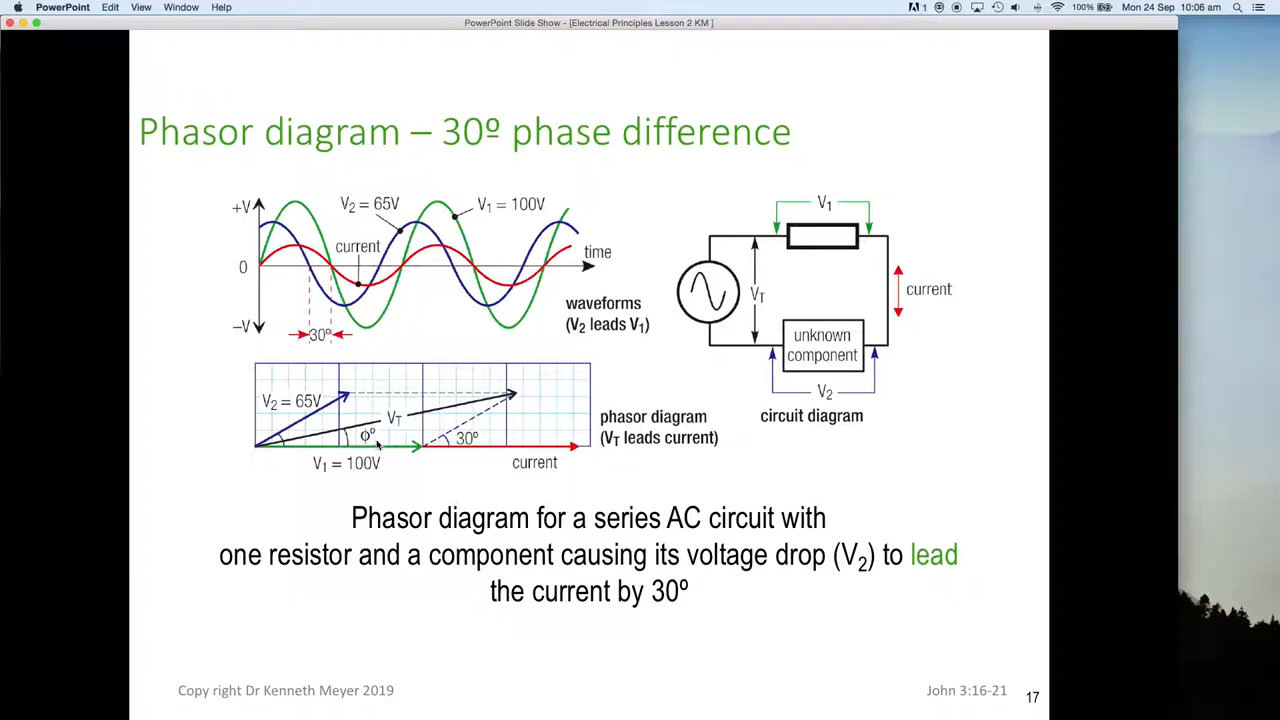 PowerPoint Edit View Window Help
1 100% Mon 24 Sep 10:06 am
PowerPoint Slide Show - [Electrical Principles Lesson 2 KM ]
Phasor diagram – 30º phase difference
+V
V₂ = 65V
V₁ = 100V
current
time
0
–V
30º
waveforms
(V₂ leads V₁)
V₁
VT
current
unknown
component
V₂
circuit diagram
V₂ = 65V
VT
ϕº
30º
V₁ = 100V
current
phasor diagram
(VT leads current)
Phasor diagram for a series AC circuit with
one resistor and a component causing its voltage drop (V₂) to lead
the current by 30º
Copy right Dr Kenneth Meyer 2019
John 3:16-21
17